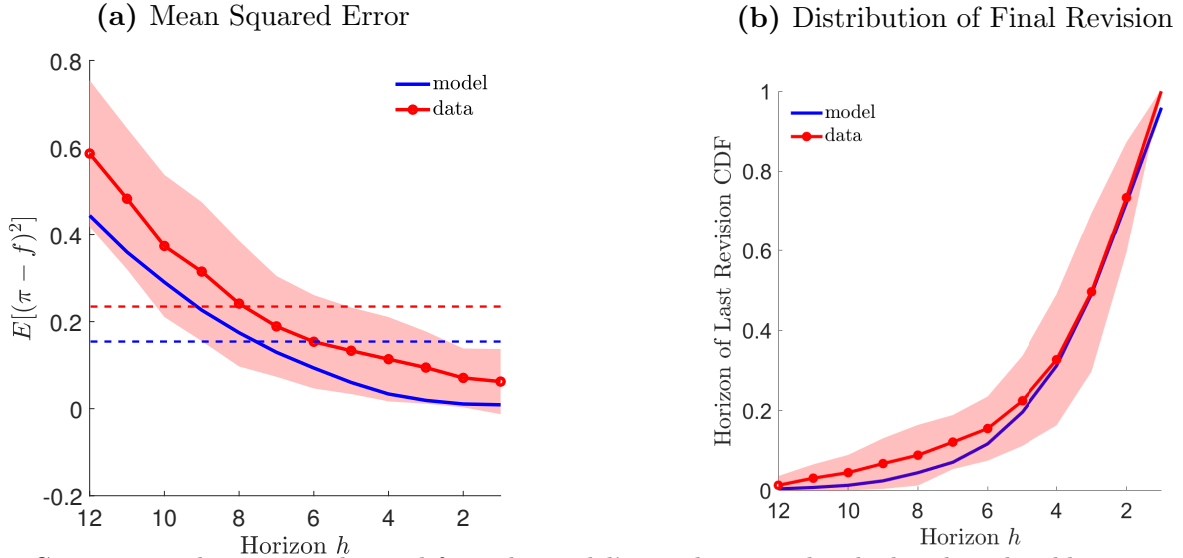 (a) Mean Squared Error
0.8
0.6
0.4
0.2
0
-0.2
12 10 8 6 4 2
Horizon h
E[(π − f)²]
model
data
(b) Distribution of Final Revision
1
0.8
0.6
0.4
0.2
0
12 10 8 6 4 2
Horizon h
Horizon of Last Revision CDF
model
data